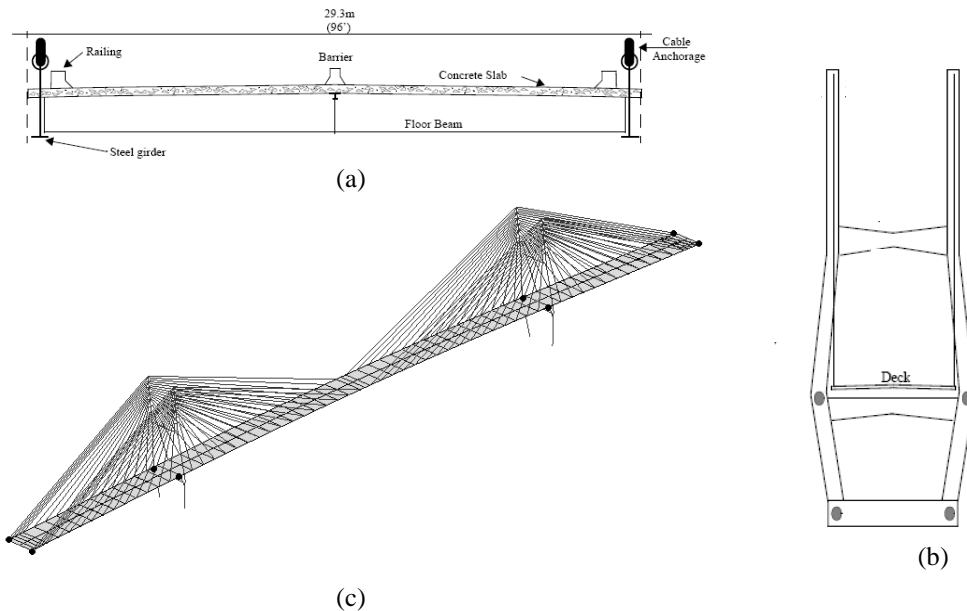 29.3m
(96')
Railing
Barrier
Cable
Anchorage
Concrete Slab
Floor Beam
Steel girder
(a)
Deck
(b)
(c)